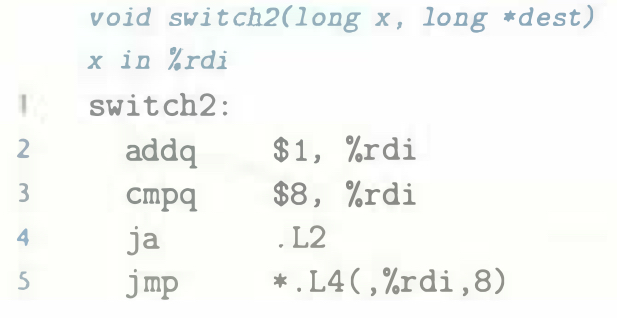 void switch2(long x, long *dest)
x in %rdi
1 switch2:
2 addq $1, %rdi
3 cmpq $8, %rdi
4 ja .L2
5 jmp *.L4(,%rdi,8)